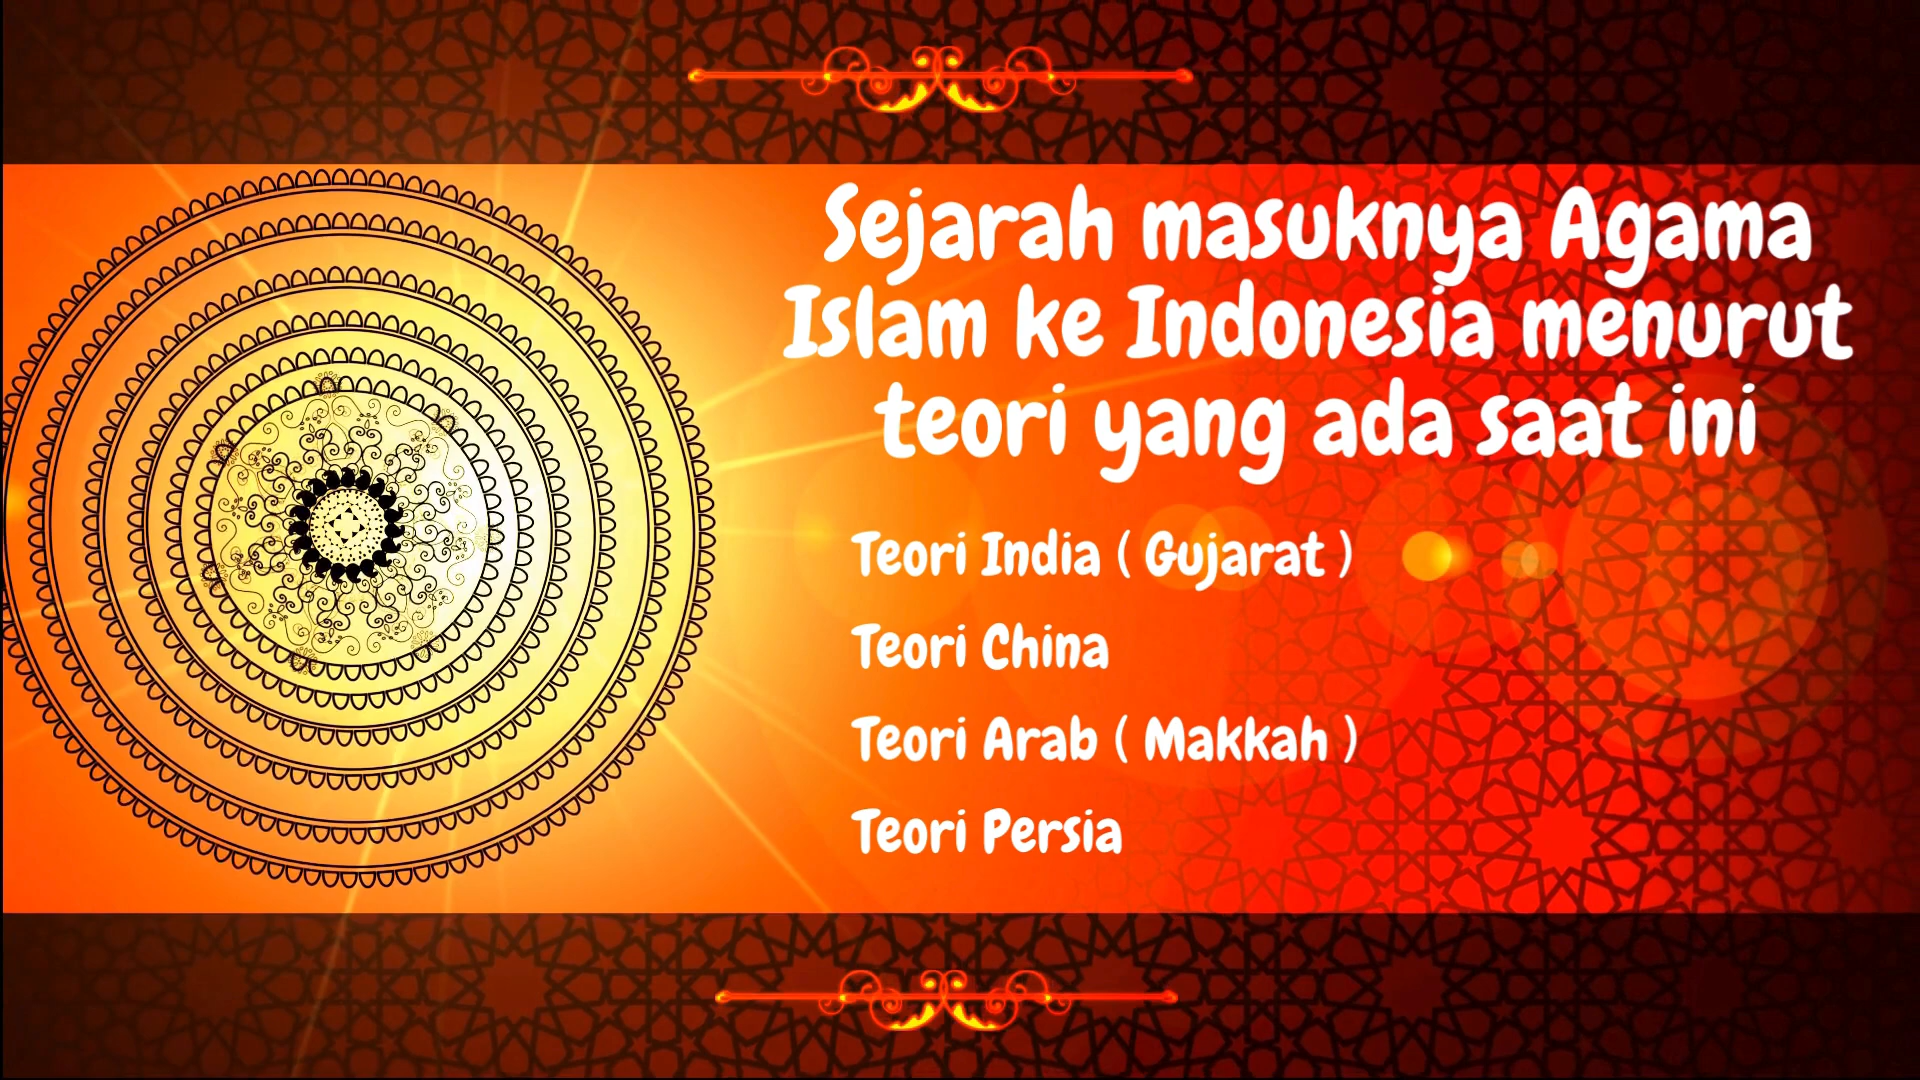 Sejarah masuknya Agama
Islam ke Indonesia menurut
teori yang ada saat ini
Teori India ( Gujarat )
Teori China
Teori Arab ( Makkah )
Teori Persia